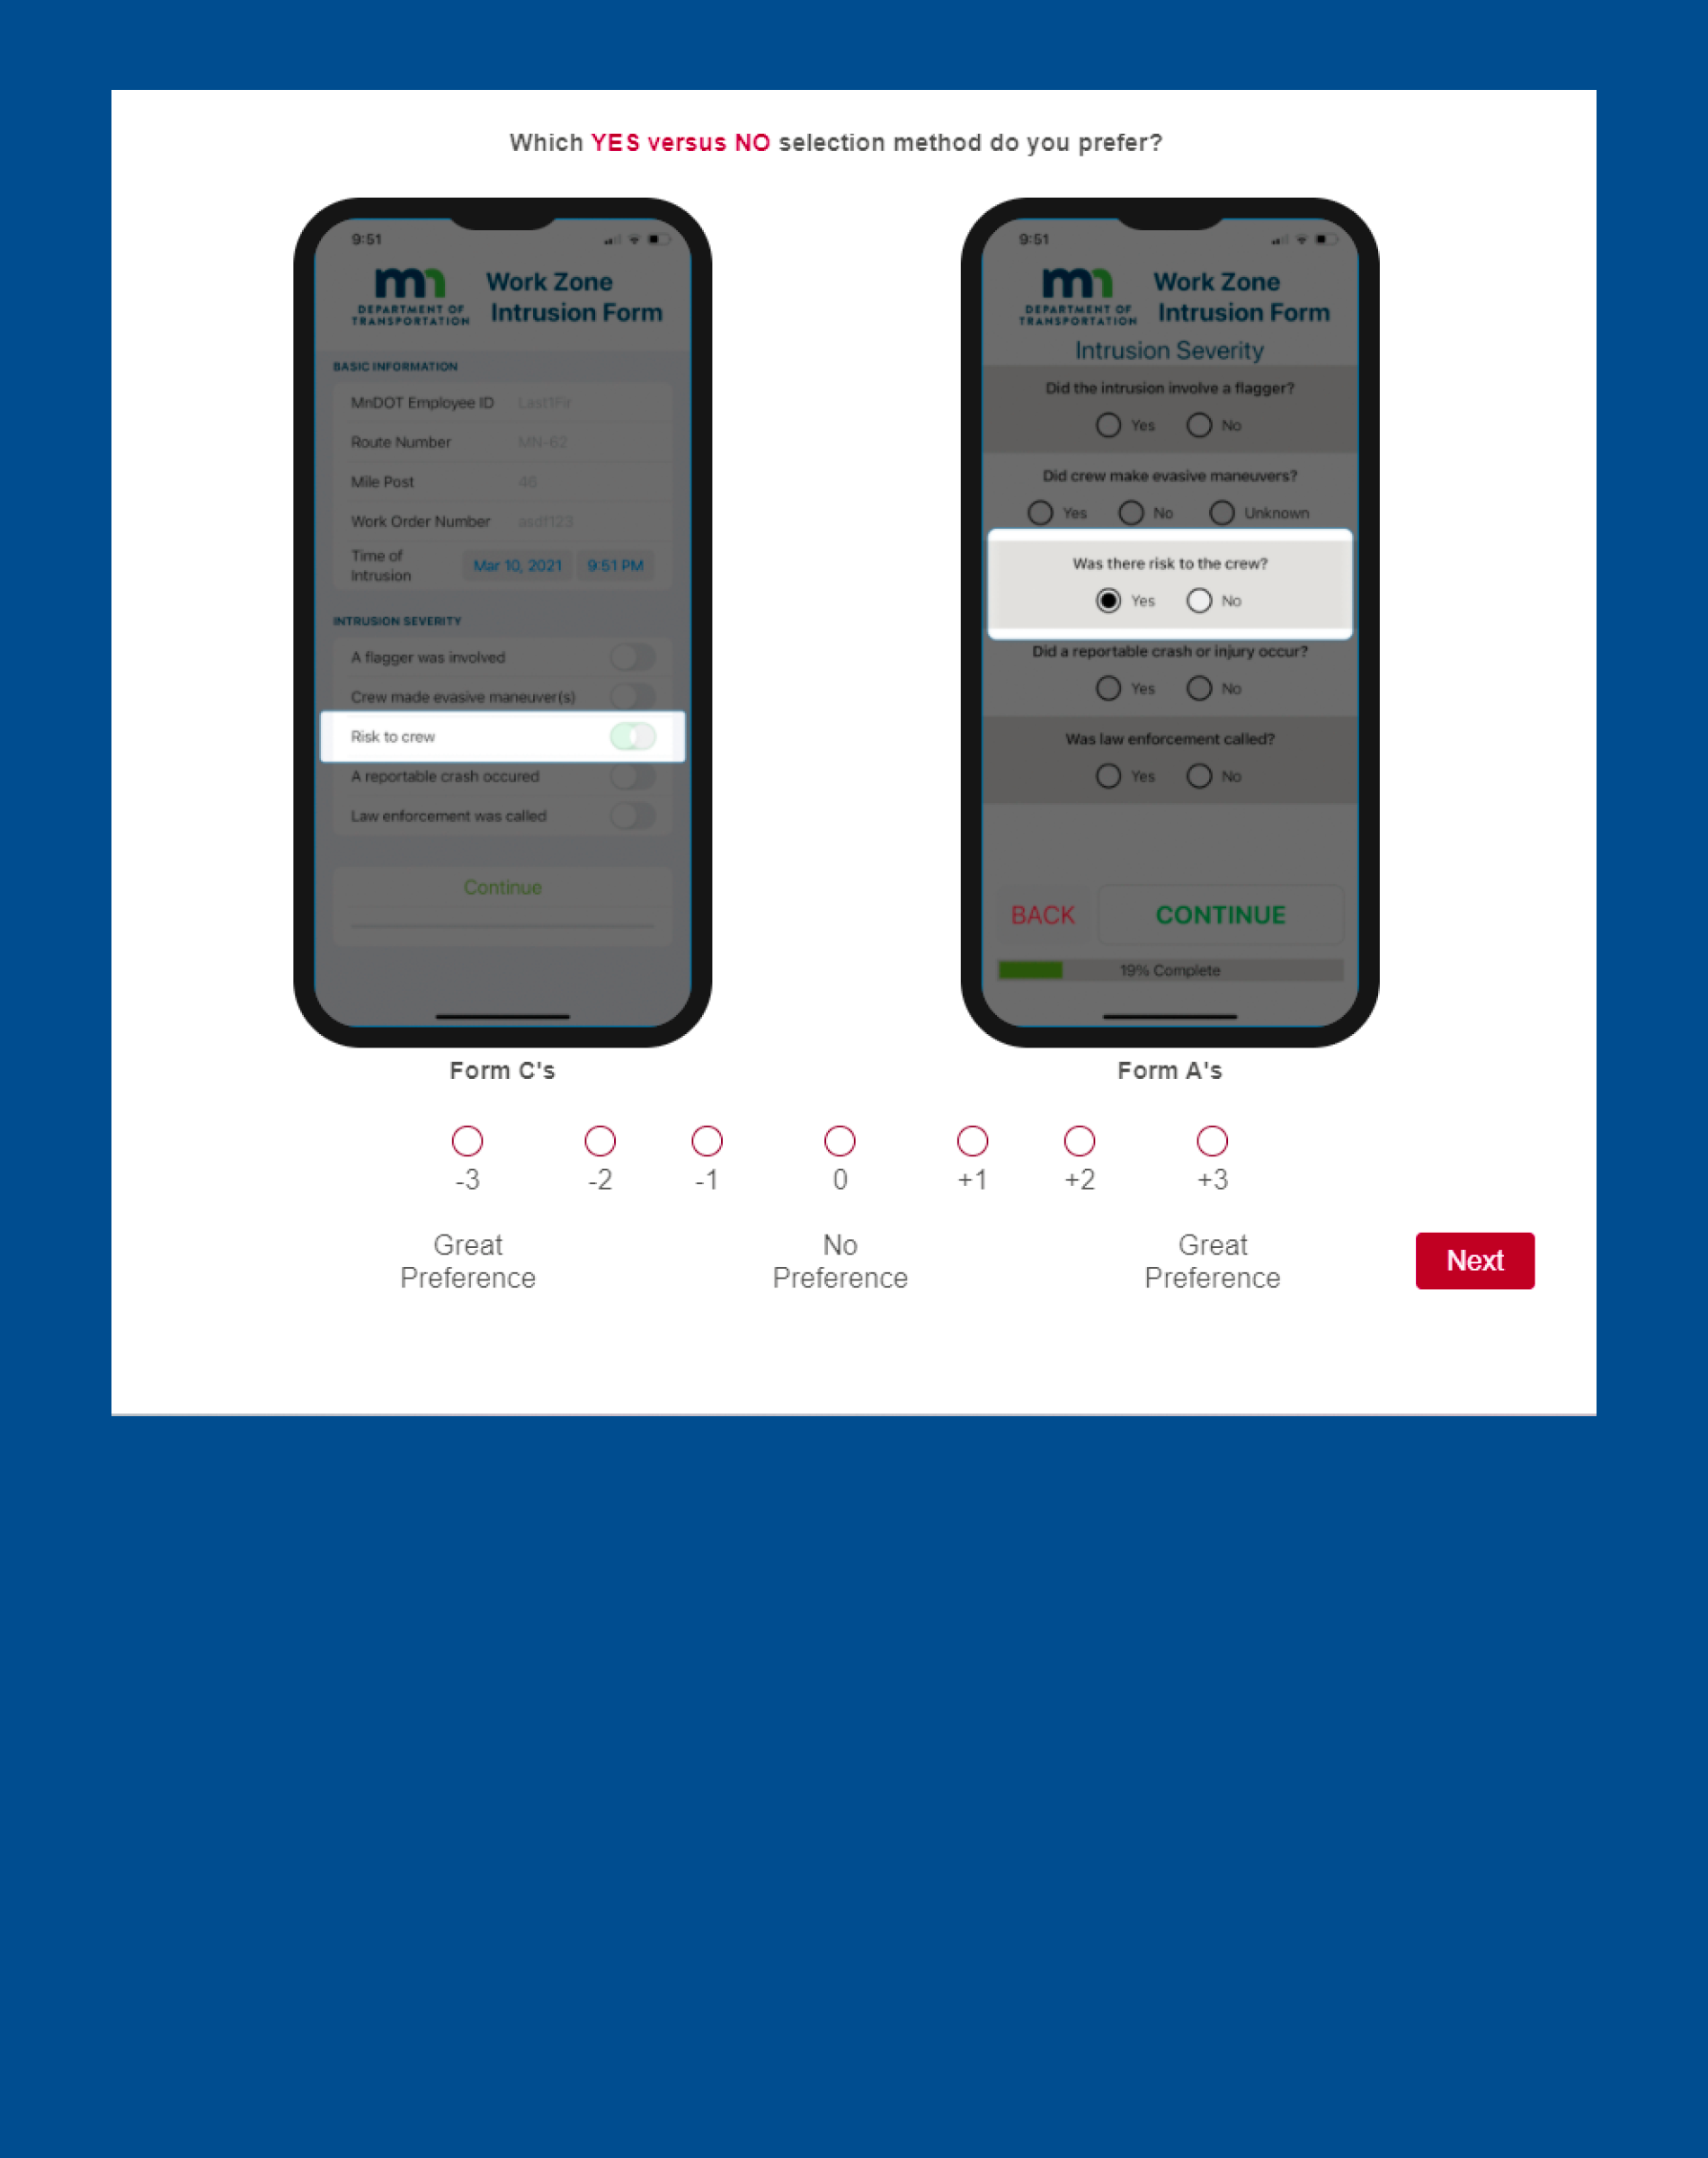 Which YES versus NO selection method do you prefer?
9:51
mn
DEPARTMENT OF
TRANSPORTATION
Work Zone
Intrusion Form
BASIC INFORMATION
MnDOT Employee ID Last1Fir
Route Number MN-62
Mile Post 46
Work Order Number asdf123
Time of
Intrusion
Mar 10, 2021 9:51 PM
INTRUSION SEVERITY
A flagger was involved
Crew made evasive maneuver(s)
Risk to crew
A reportable crash occured
Law enforcement was called
Continue
Form C's
9:51
mn
DEPARTMENT OF
TRANSPORTATION
Work Zone
Intrusion Form
Intrusion Severity
Did the intrusion involve a flagger?
Yes No
Did crew make evasive maneuvers?
Yes No Unknown
Was there risk to the crew?
Yes No
Did a reportable crash or injury occur?
Yes No
Was law enforcement called?
Yes No
BACK CONTINUE
19% Complete
Form A's
-3 -2 -1 0 +1 +2 +3
Great
Preference
No
Preference
Great
Preference
Next